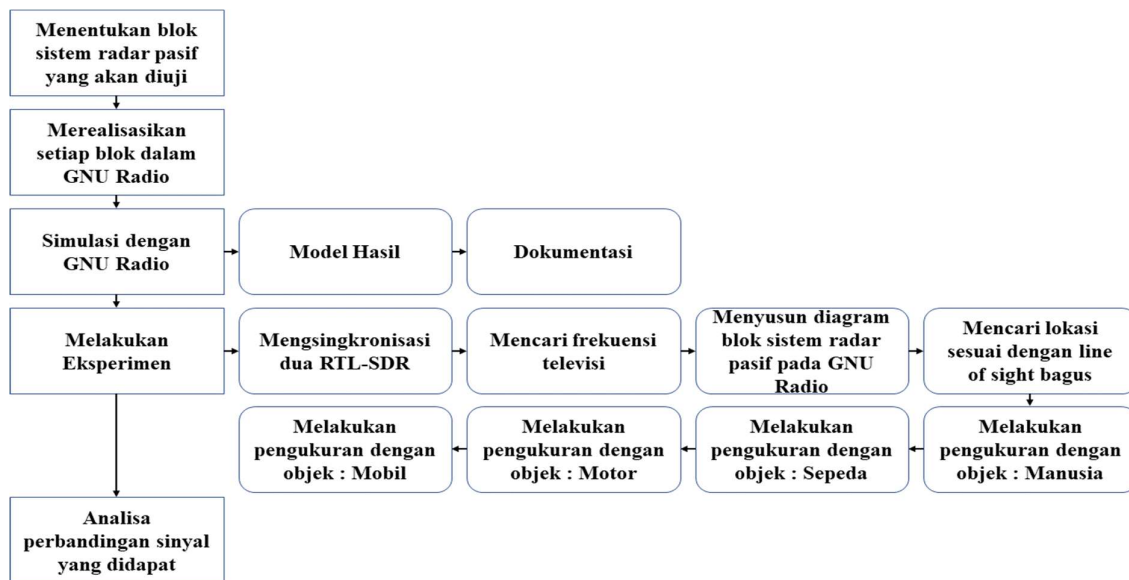 Menentukan blok
sistem radar pasif
yang akan diuji
Merealisasikan
setiap blok dalam
GNU Radio
Simulasi dengan
GNU Radio
Model Hasil
Dokumentasi
Melakukan
Eksperimen
Mengsingkronisasi
dua RTL-SDR
Mencari frekuensi
televisi
Menyusun diagram
blok sistem radar
pasif pada GNU
Radio
Mencari lokasi
sesuai dengan line
of sight bagus
Melakukan
pengukuran dengan
objek : Manusia
Melakukan
pengukuran dengan
objek : Sepeda
Melakukan
pengukuran dengan
objek : Motor
Melakukan
pengukuran dengan
objek : Mobil
Analisa
perbandingan sinyal
yang didapat